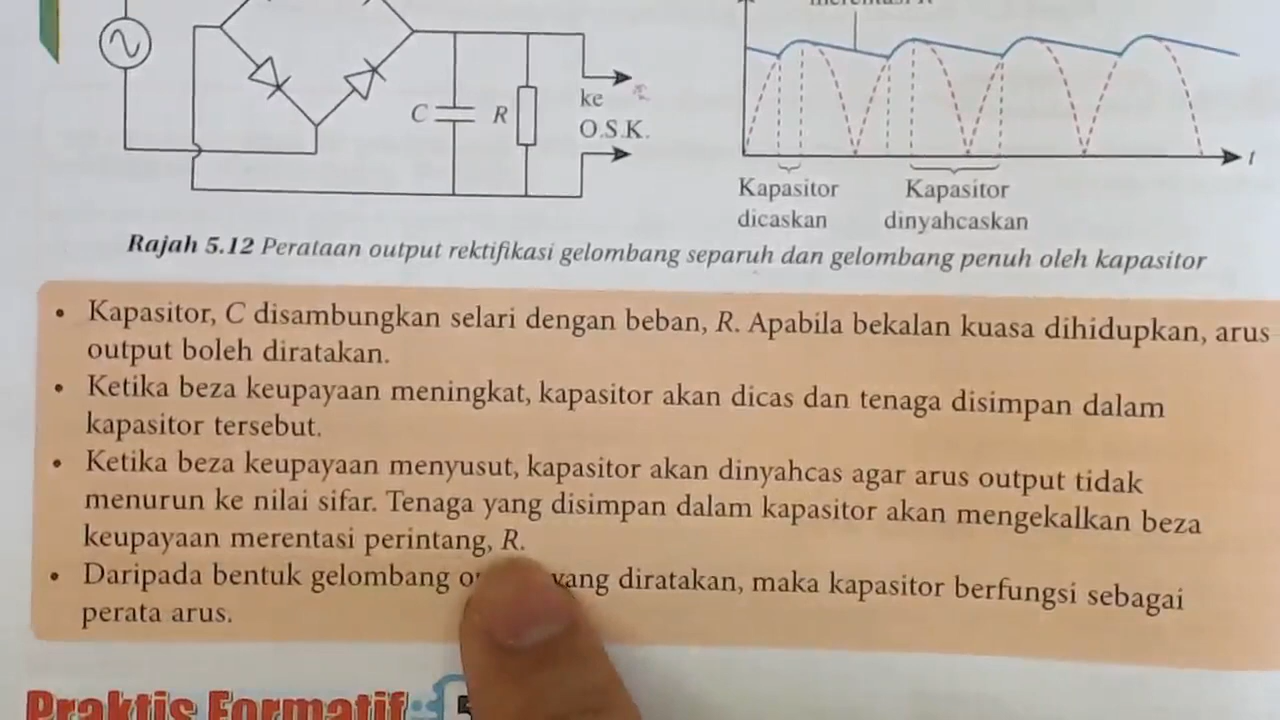 C
R
ke
O.S.K.
t
Kapasitor
dicaskan
Kapasitor
dinyahcaskan
Rajah 5.12 Perataan output rektifikasi gelombang separuh dan gelombang penuh oleh kapasitor
• Kapasitor, C disambungkan selari dengan beban, R. Apabila bekalan kuasa dihidupkan, arus
output boleh diratakan.
• Ketika beza keupayaan meningkat, kapasitor akan dicas dan tenaga disimpan dalam
kapasitor tersebut.
• Ketika beza keupayaan menyusut, kapasitor akan dinyahcas agar arus output tidak
menurun ke nilai sifar. Tenaga yang disimpan dalam kapasitor akan mengekalkan beza
keupayaan merentasi perintang, R.
• Daripada bentuk gelombang yang diratakan, maka kapasitor berfungsi sebagai
perata arus.
Praktis Formatif